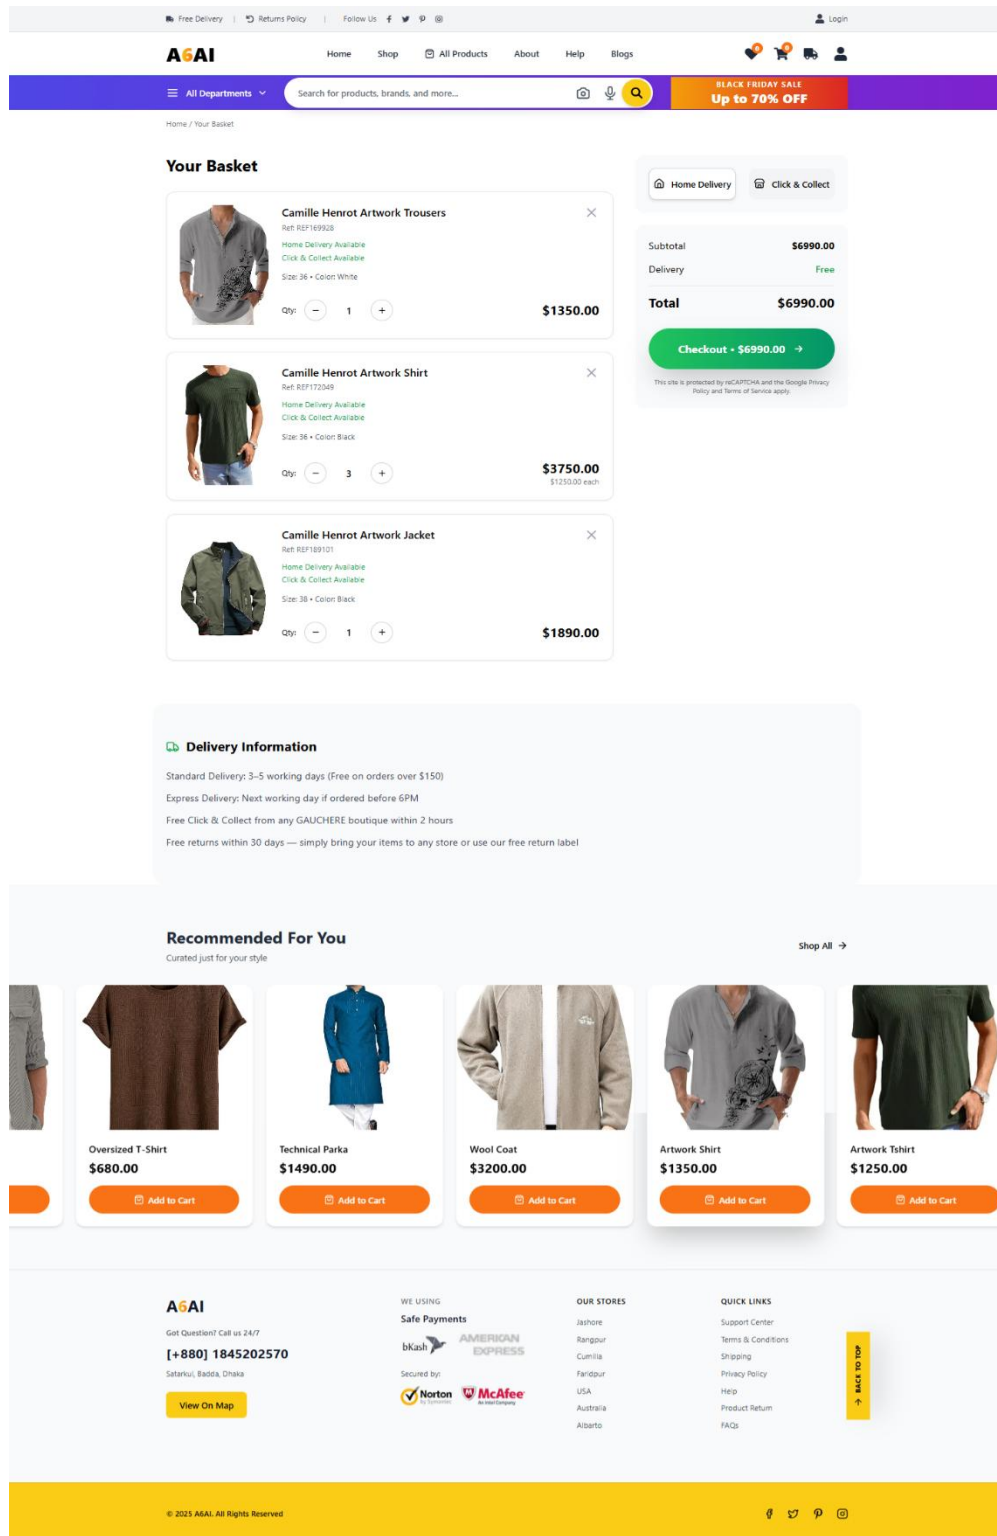 Free Delivery | Returns Policy | Follow Us
Login
A6AI
Home Shop All Products About Help Blogs
All Departments
Search for products, brands, and more...
BLACK FRIDAY SALE
Up to 70% OFF
Home / Your Basket
Your Basket
Camille Henrot Artwork Trousers
Ref: REF169928
Home Delivery Available
Click & Collect Available
Size: 36 • Color: White
Qty: − 1 +
$1350.00
Camille Henrot Artwork Shirt
Ref: REF172049
Home Delivery Available
Click & Collect Available
Size: 36 • Color: Black
Qty: − 3 +
$3750.00
$1250.00 each
Camille Henrot Artwork Jacket
Ref: REF189101
Home Delivery Available
Click & Collect Available
Size: 38 • Color: Black
Qty: − 1 +
$1890.00
Home Delivery
Click & Collect
Subtotal $6990.00
Delivery Free
Total $6990.00
Checkout • $6990.00 →
This site is protected by reCAPTCHA and the Google Privacy
Policy and Terms of Service apply.
Delivery Information
Standard Delivery: 3–5 working days (Free on orders over $150)
Express Delivery: Next working day if ordered before 6PM
Free Click & Collect from any GAUCHERE boutique within 2 hours
Free returns within 30 days — simply bring your items to any store or use our free return label
Recommended For You
Curated just for your style
Shop All →
Oversized T-Shirt
$680.00
Add to Cart
Technical Parka
$1490.00
Add to Cart
Wool Coat
$3200.00
Add to Cart
Artwork Shirt
$1350.00
Add to Cart
Artwork Tshirt
$1250.00
Add to Cart
A6AI
Got Question? Call us 24/7
[+880] 1845202570
Satarkul, Badda, Dhaka
View On Map
WE USING
Safe Payments
bKash
AMERICAN
EXPRESS
Secured by:
Norton
by Symantec
McAfee
An Intel Company
OUR STORES
Jashore
Rangpur
Cumilla
Faridpur
USA
Australia
Albarto
QUICK LINKS
Support Center
Terms & Conditions
Shipping
Privacy Policy
Help
Product Return
FAQs
→ BACK TO TOP
© 2025 A6AI. All Rights Reserved